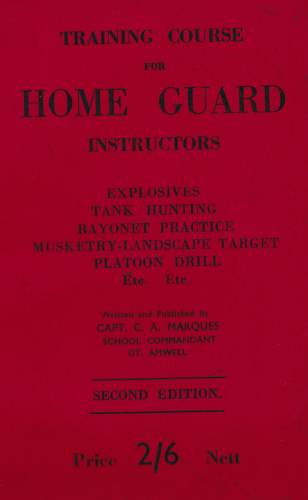 TRAINING COURSE
FOR
HOME GUARD
INSTRUCTORS
EXPLOSIVES
TANK HUNTING
BAYONET PRACTICE
MUSKETRY-LANDSCAPE TARGET
PLATOON DRILL
Etc. Etc.
Written and Published by
CAPT. C. A. MARQUES
SCHOOL COMMANDANT
GT. AMWELL
SECOND EDITION.
Price 2/6 Nett